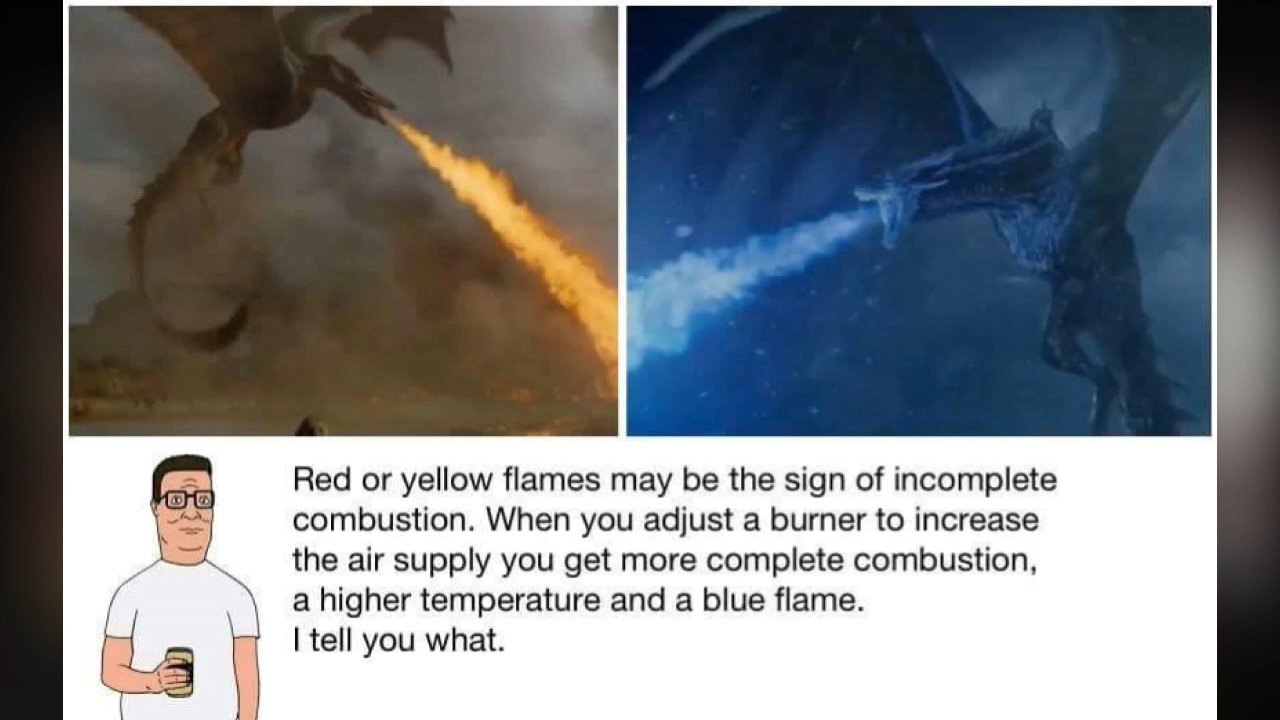 Red or yellow flames may be the sign of incomplete
combustion. When you adjust a burner to increase
the air supply you get more complete combustion,
a higher temperature and a blue flame.
I tell you what.